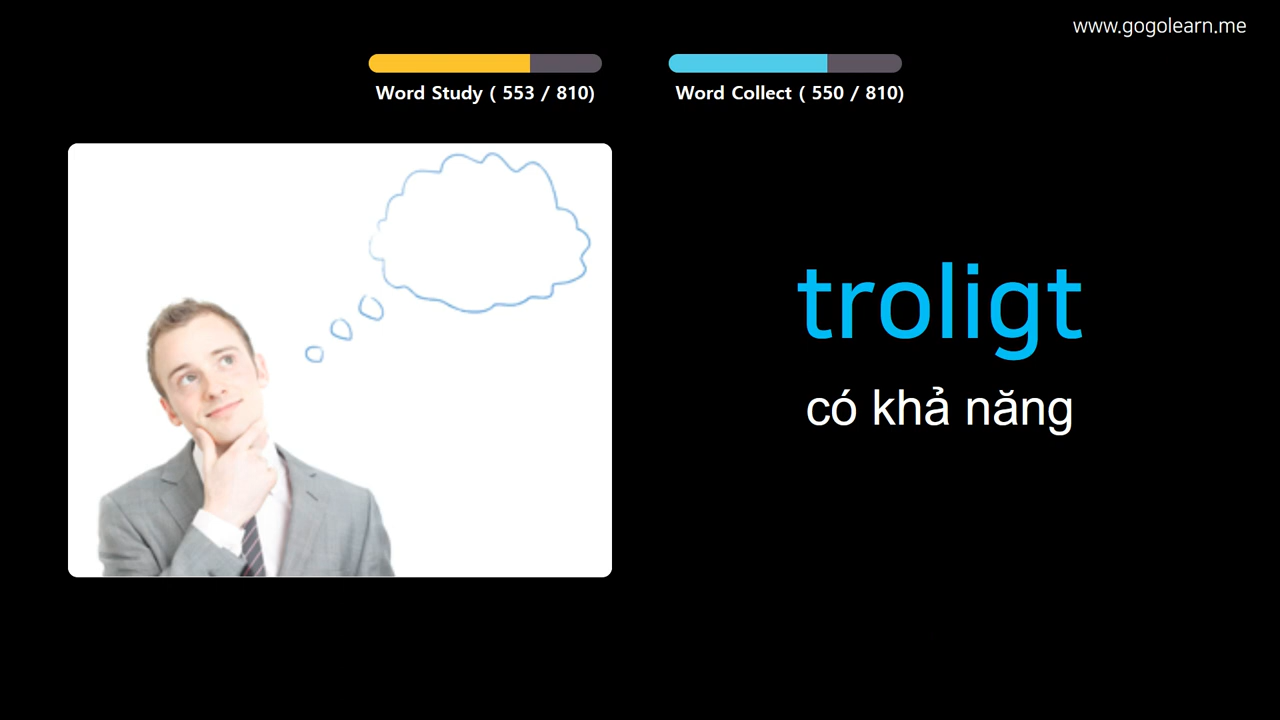 www.gogolearn.me
Word Study ( 553 / 810)
Word Collect ( 550 / 810)
troligt
có khả năng